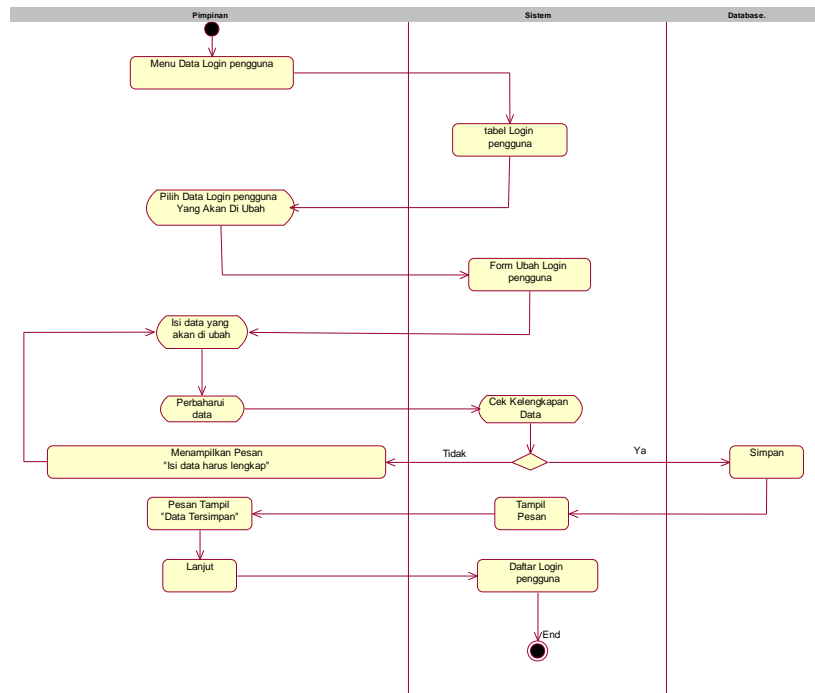 Pimpinan
Sistem
Database.
Menu Data Login pengguna
tabel Login
pengguna
Pilih Data Login pengguna
Yang Akan Di Ubah
Form Ubah Login
pengguna
Isi data yang
akan di ubah
Perbaharui
data
Cek Kelengkapan
Data
Menampilkan Pesan
"Isi data harus lengkap"
Tidak
Ya
Simpan
Pesan Tampil
"Data Tersimpan"
Tampil
Pesan
Lanjut
Daftar Login
pengguna
End